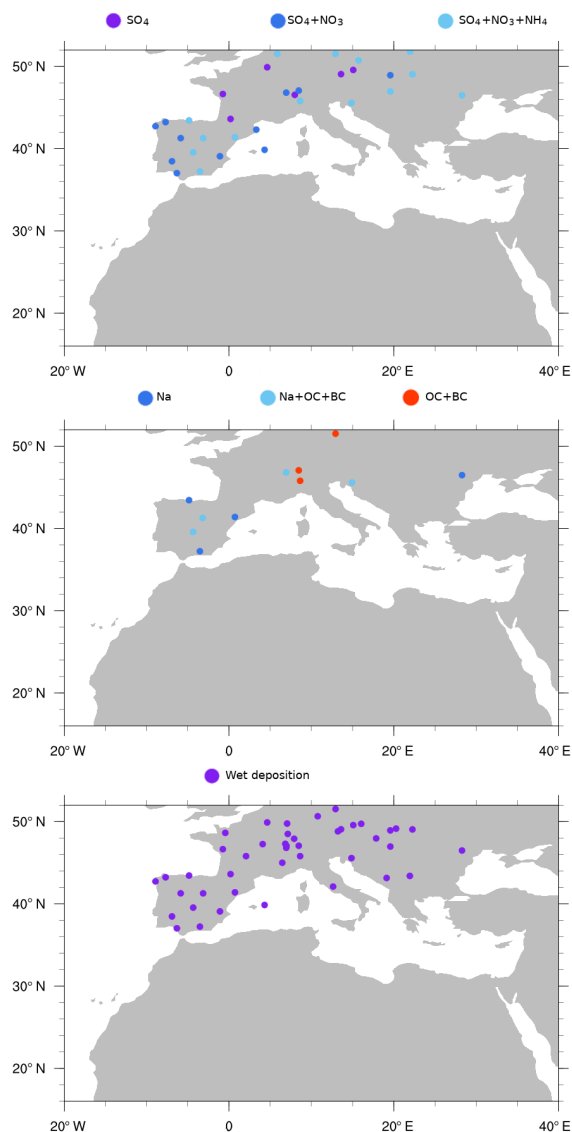 SO₄ SO₄+NO₃ SO₄+NO₃+NH₄
50° N
40° N
30° N
20° N
20° W 0 20° E 40° E
Na Na+OC+BC OC+BC
50° N
40° N
30° N
20° N
20° W 0 20° E 40° E
Wet deposition
50° N
40° N
30° N
20° N
20° W 0 20° E 40° E